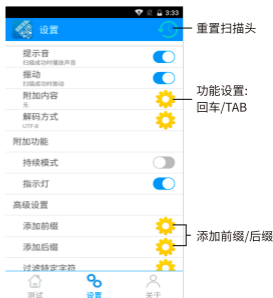 3:33
设置
重置扫描头
提示音
扫描成功时播放声音
振动
扫描成功时振动
附加内容
无
功能设置:
回车/TAB
解码方式
UTF-8
附加功能
持续模式
指示灯
高级设置
添加前缀
添加后缀
添加前缀/后缀
过滤特定字符
测试
设置
关于